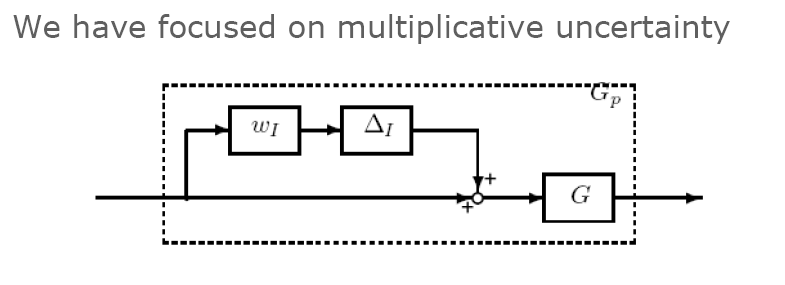 We have focused on multiplicative uncertainty
G_p
w_I
Δ_I
+
+
G